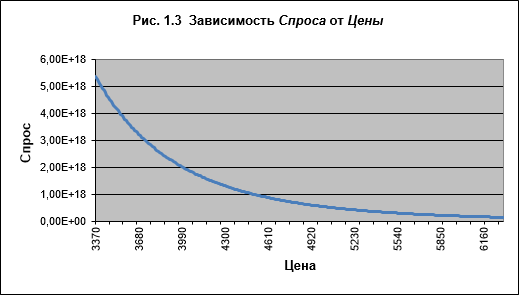 Рис. 1.3 Зависимость Спроса от Цены
6,00E+18
5,00E+18
4,00E+18
3,00E+18
2,00E+18
1,00E+18
0,00E+00
Спрос
3370 3680 3990 4300 4610 4920 5230 5540 5850 6160
Цена